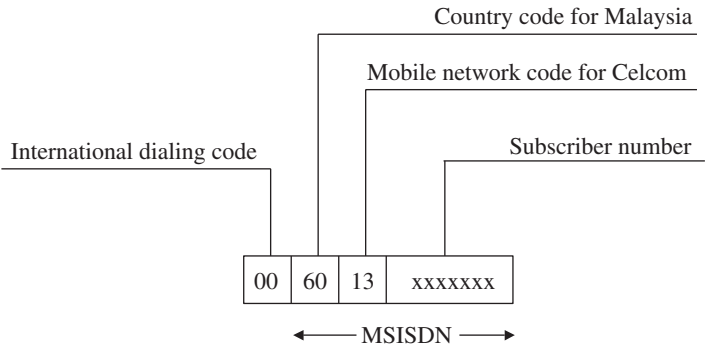 Country code for Malaysia
Mobile network code for Celcom
International dialing code
Subscriber number
00 60 13 xxxxxxx
MSISDN